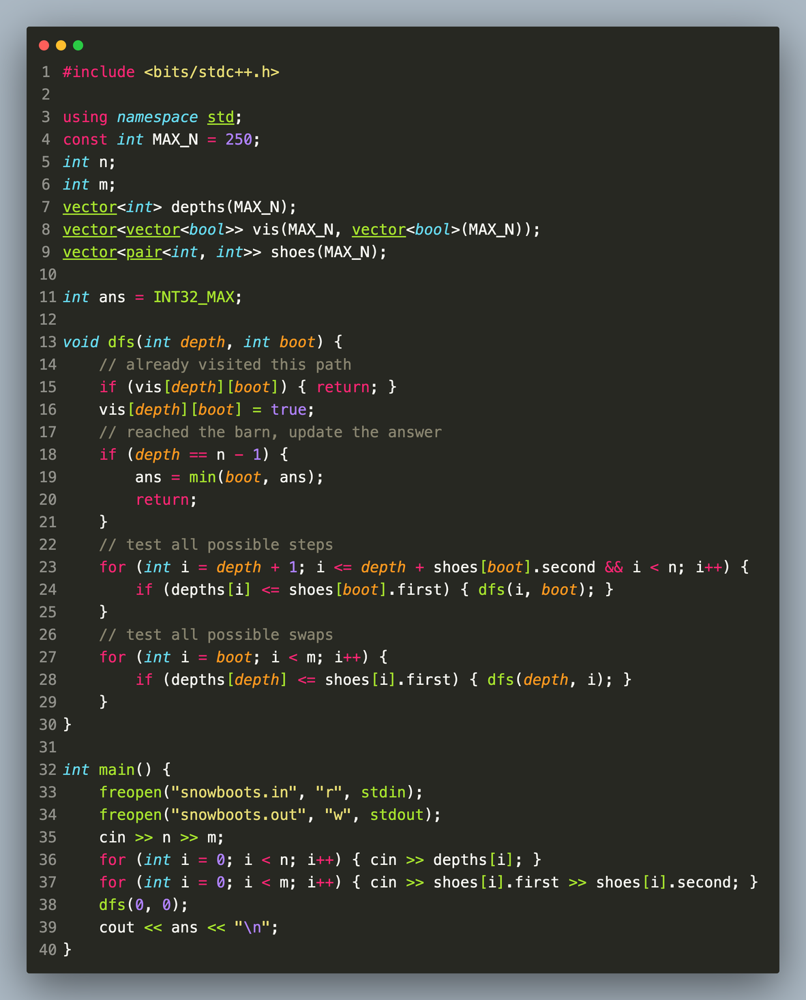 1 #include <bits/stdc++.h>
2
3 using namespace std;
4 const int MAX_N = 250;
5 int n;
6 int m;
7 vector<int> depths(MAX_N);
8 vector<vector<bool>> vis(MAX_N, vector<bool>(MAX_N));
9 vector<pair<int, int>> shoes(MAX_N);
10
11 int ans = INT32_MAX;
12
13 void dfs(int depth, int boot) {
14     // already visited this path
15     if (vis[depth][boot]) { return; }
16     vis[depth][boot] = true;
17     // reached the barn, update the answer
18     if (depth == n - 1) {
19         ans = min(boot, ans);
20         return;
21     }
22     // test all possible steps
23     for (int i = depth + 1; i <= depth + shoes[boot].second && i < n; i++) {
24         if (depths[i] <= shoes[boot].first) { dfs(i, boot); }
25     }
26     // test all possible swaps
27     for (int i = boot; i < m; i++) {
28         if (depths[depth] <= shoes[i].first) { dfs(depth, i); }
29     }
30 }
31
32 int main() {
33     freopen("snowboots.in", "r", stdin);
34     freopen("snowboots.out", "w", stdout);
35     cin >> n >> m;
36     for (int i = 0; i < n; i++) { cin >> depths[i]; }
37     for (int i = 0; i < m; i++) { cin >> shoes[i].first >> shoes[i].second; }
38     dfs(0, 0);
39     cout << ans << "\n";
40 }